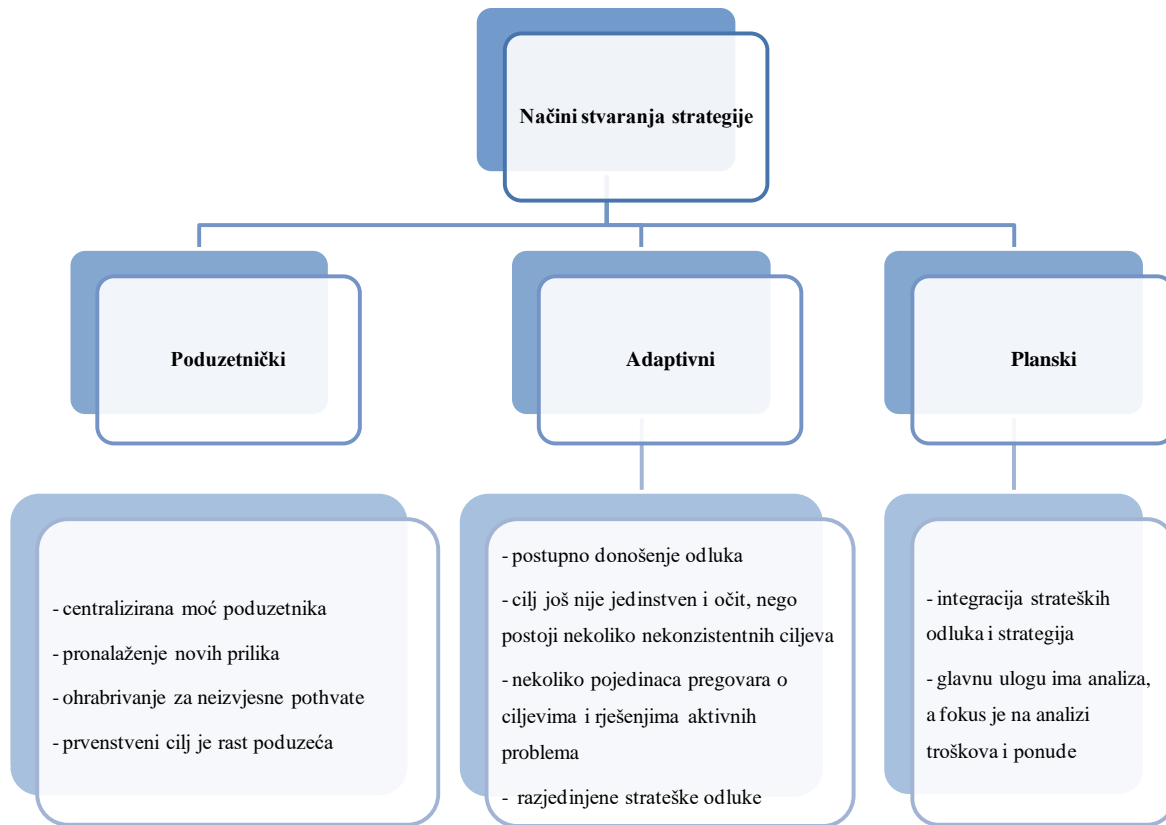 Načini stvaranja strategije
Poduzetnički
Adaptivni
Planski
- centralizirana moć poduzetnika
- pronalaženje novih prilika
- ohrabrivanje za neizvjesne pothvate
- prvenstveni cilj je rast poduzeća
- postupno donošenje odluka
- cilj još nije jedinstven i očit, nego
postoji nekoliko nekonzistentnih ciljeva
- nekoliko pojedinaca pregovara o
ciljevima i rješenjima aktivnih
problema
- razjedinjene strateške odluke
- integracija strateških
odluka i strategija
- glavnu ulogu ima analiza,
a fokus je na analizi
troškova i ponude